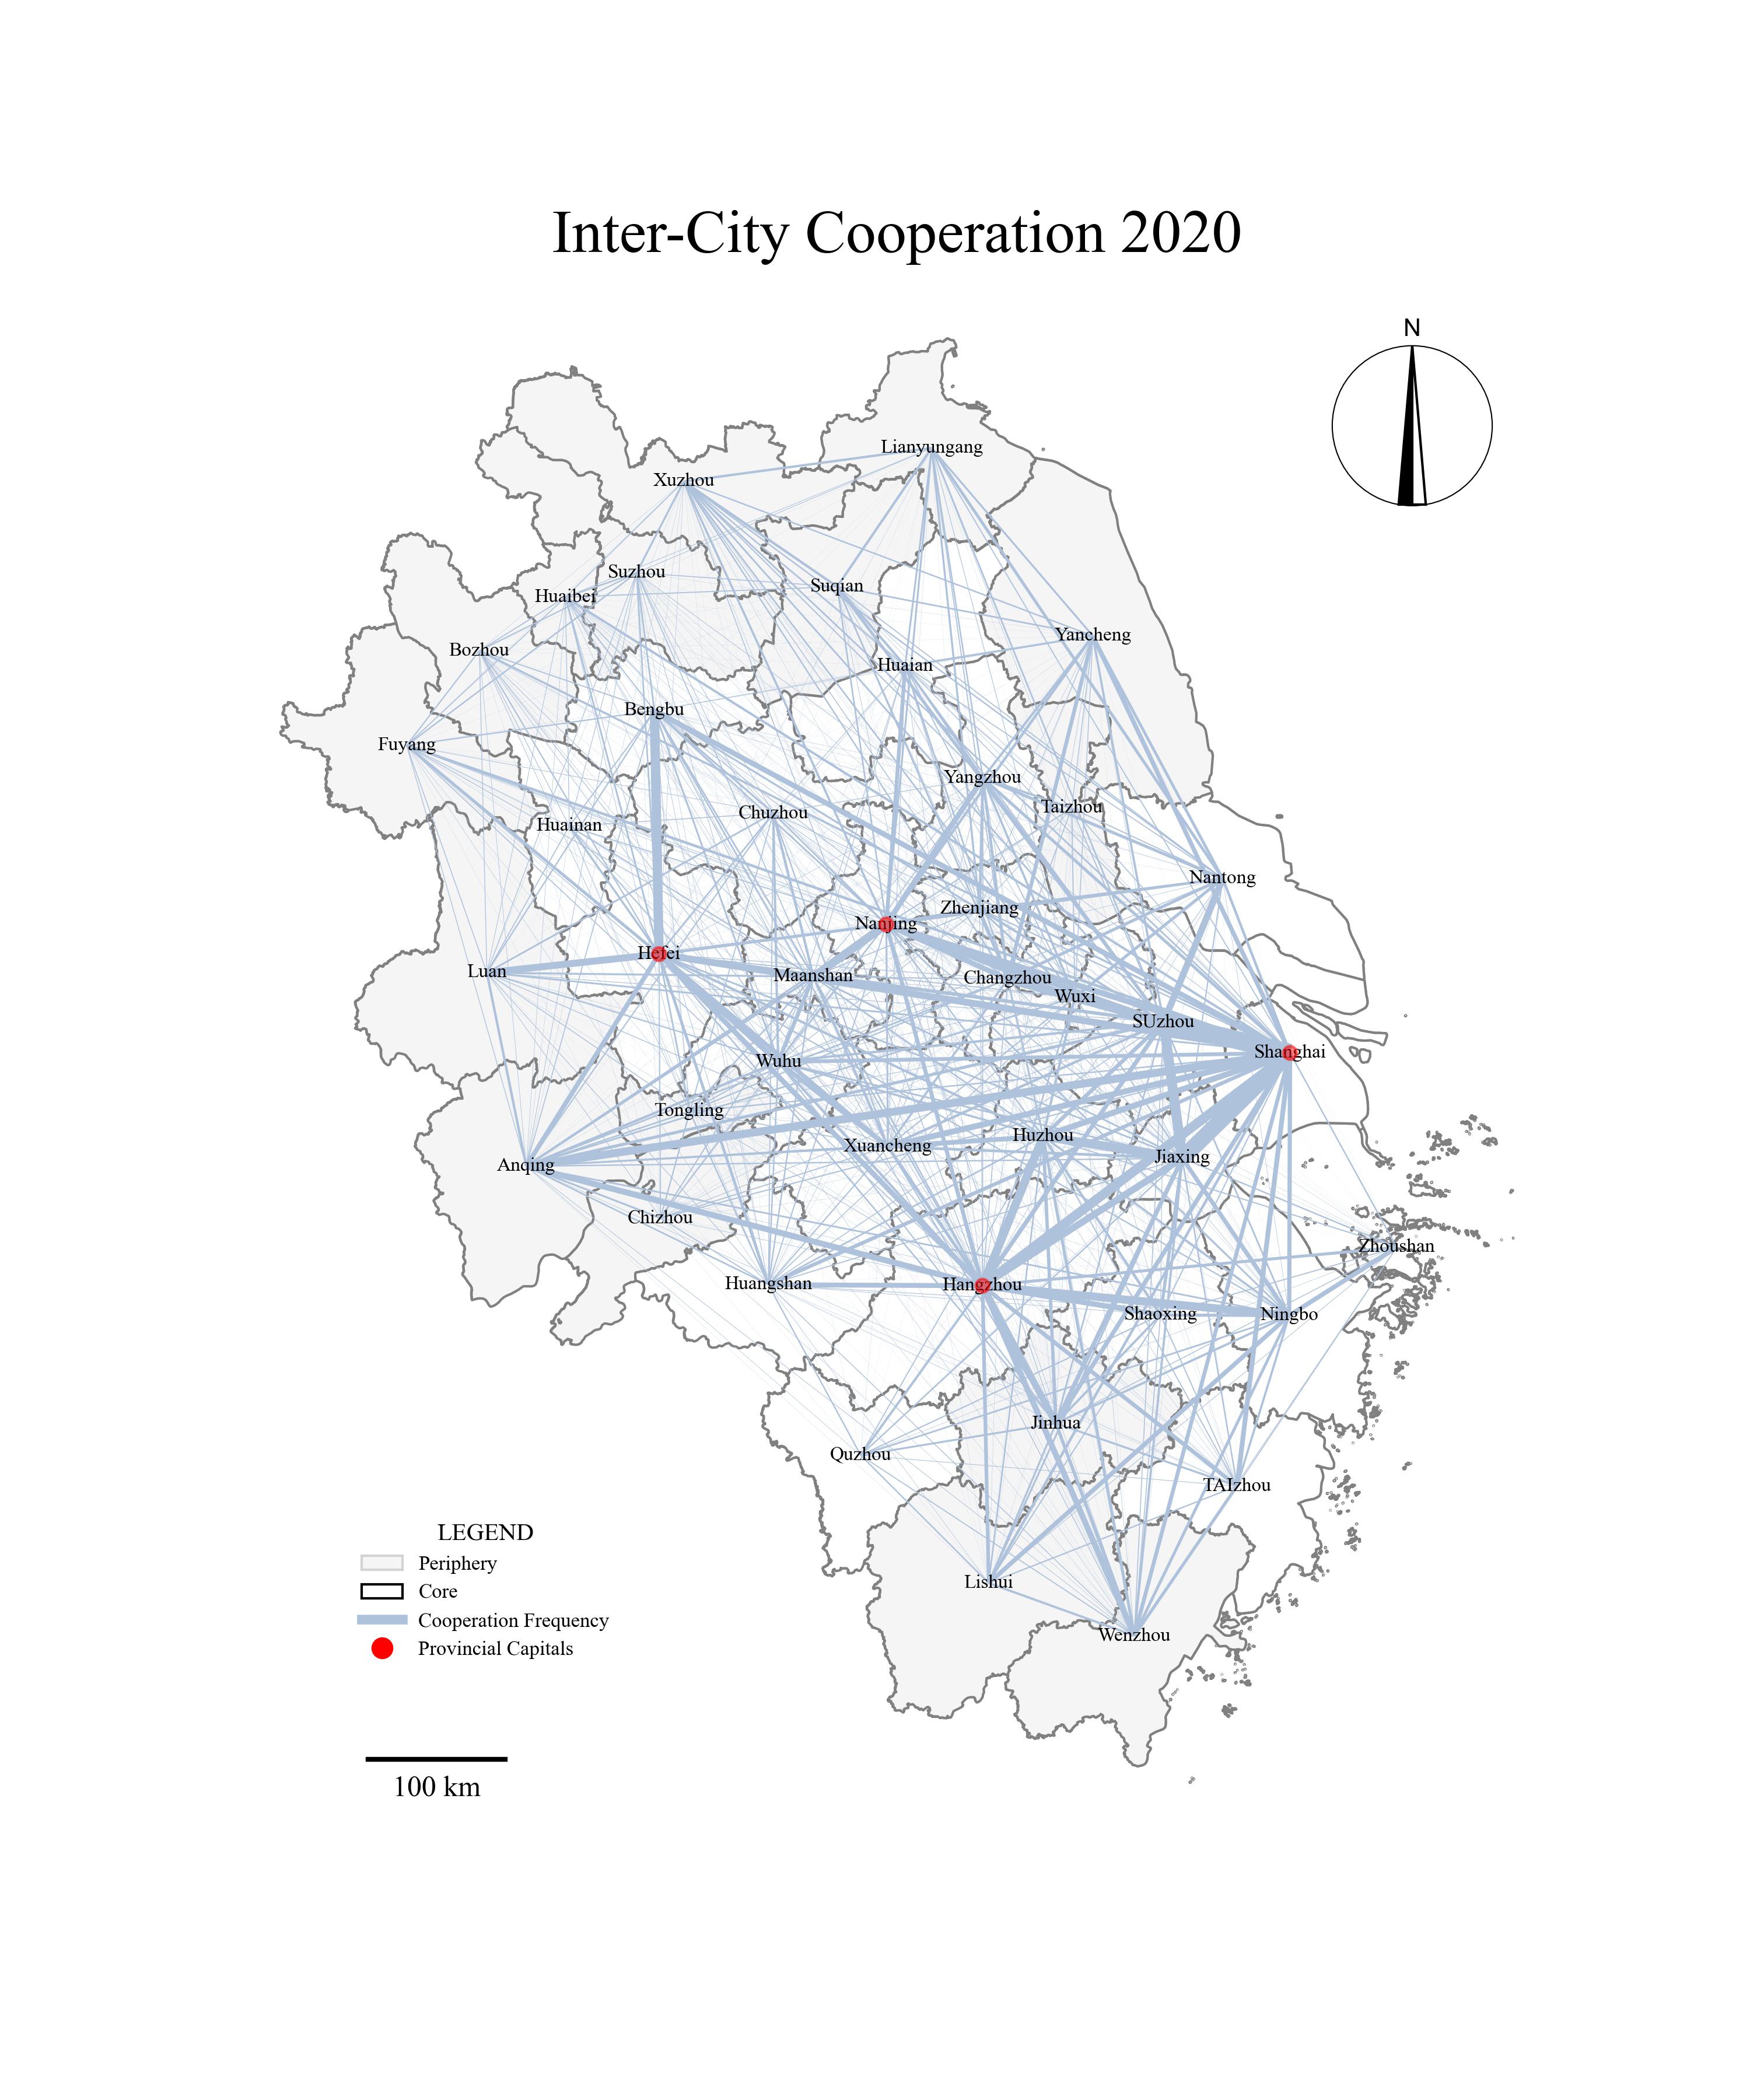 Inter-City Cooperation 2020
N
Lianyungang
Xuzhou
Suzhou
Suqian
Huaibei
Yancheng
Bozhou
Huaian
Bengbu
Fuyang
Yangzhou
Taizhou
Chuzhou
Huainan
Nantong
Zhenjiang
Nanjing
Hefei
Luan
Maanshan
Changzhou
Wuxi
SUzhou
Shanghai
Wuhu
Tongling
Huzhou
Xuancheng
Jiaxing
Anqing
Chizhou
Zhoushan
Huangshan
Hangzhou
Shaoxing
Ningbo
Jinhua
Quzhou
TAIzhou
Lishui
Wenzhou
LEGEND
Periphery
Core
Cooperation Frequency
Provincial Capitals
100 km